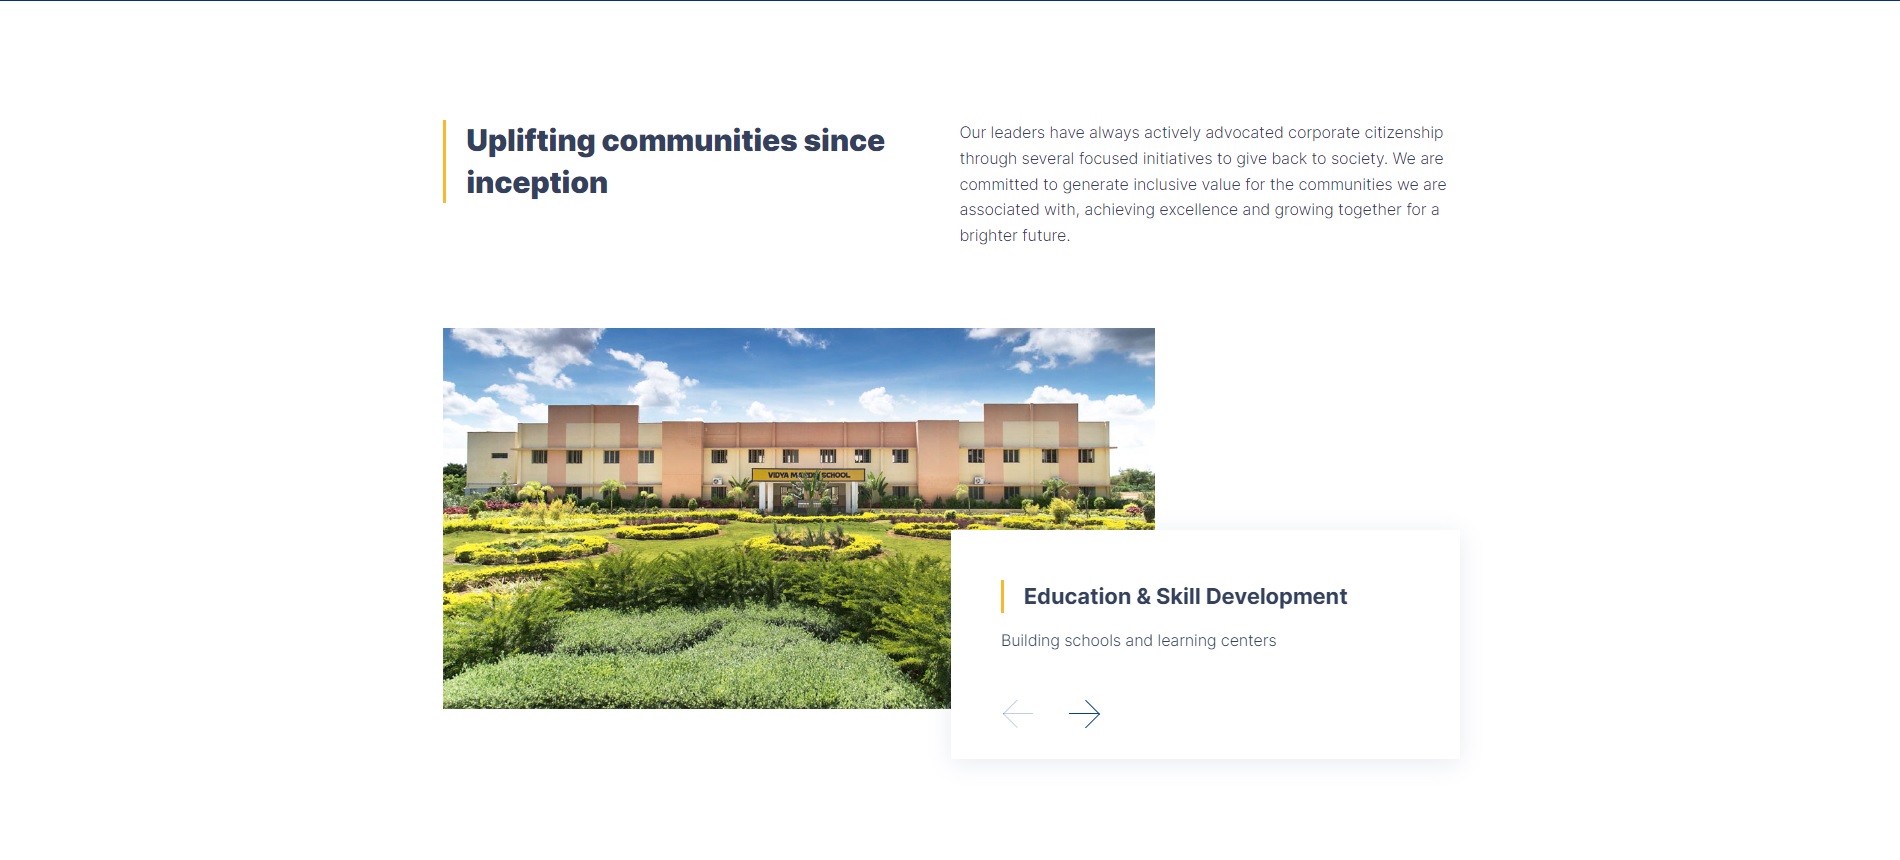 Uplifting communities since
inception
Our leaders have always actively advocated corporate citizenship
through several focused initiatives to give back to society. We are
committed to generate inclusive value for the communities we are
associated with, achieving excellence and growing together for a
brighter future.
VIDYA SCHOOL
Education & Skill Development
Building schools and learning centers